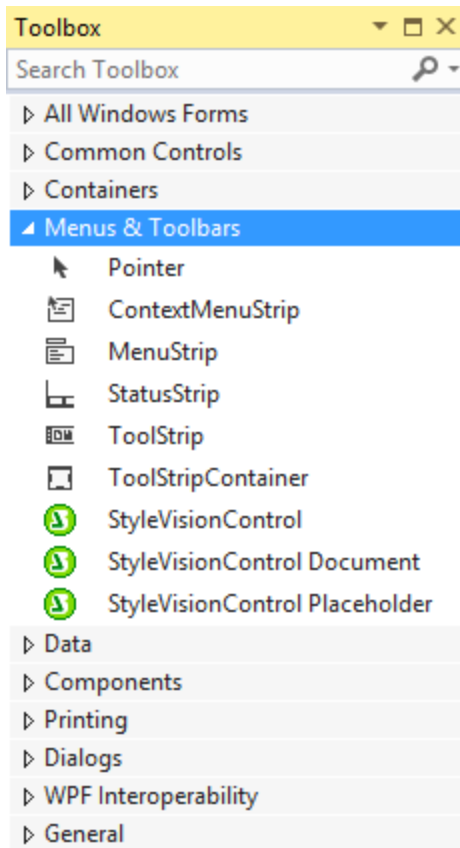 Toolbox
Search Toolbox
All Windows Forms
Common Controls
Containers
Menus & Toolbars
Pointer
ContextMenuStrip
MenuStrip
StatusStrip
ToolStrip
ToolStripContainer
StyleVisionControl
StyleVisionControl Document
StyleVisionControl Placeholder
Data
Components
Printing
Dialogs
WPF Interoperability
General